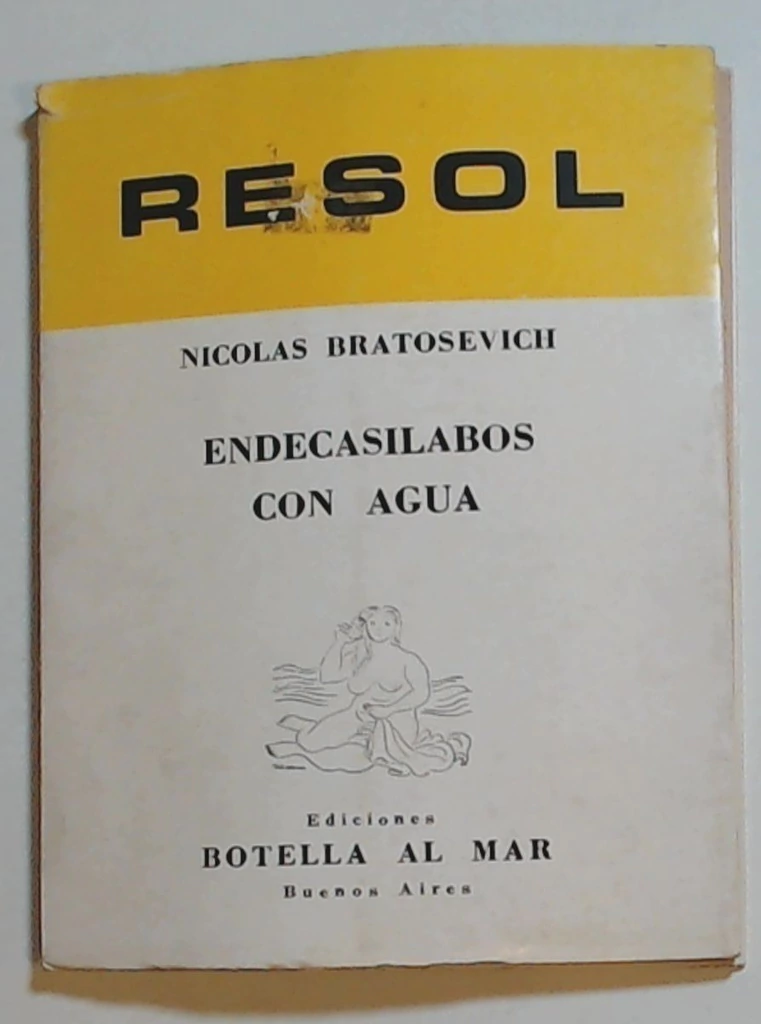 RESOL
NICOLAS BRATOSEVICH
ENDECASILABOS
CON AGUA
Ediciones
BOTELLA AL MAR
Buenos Aires